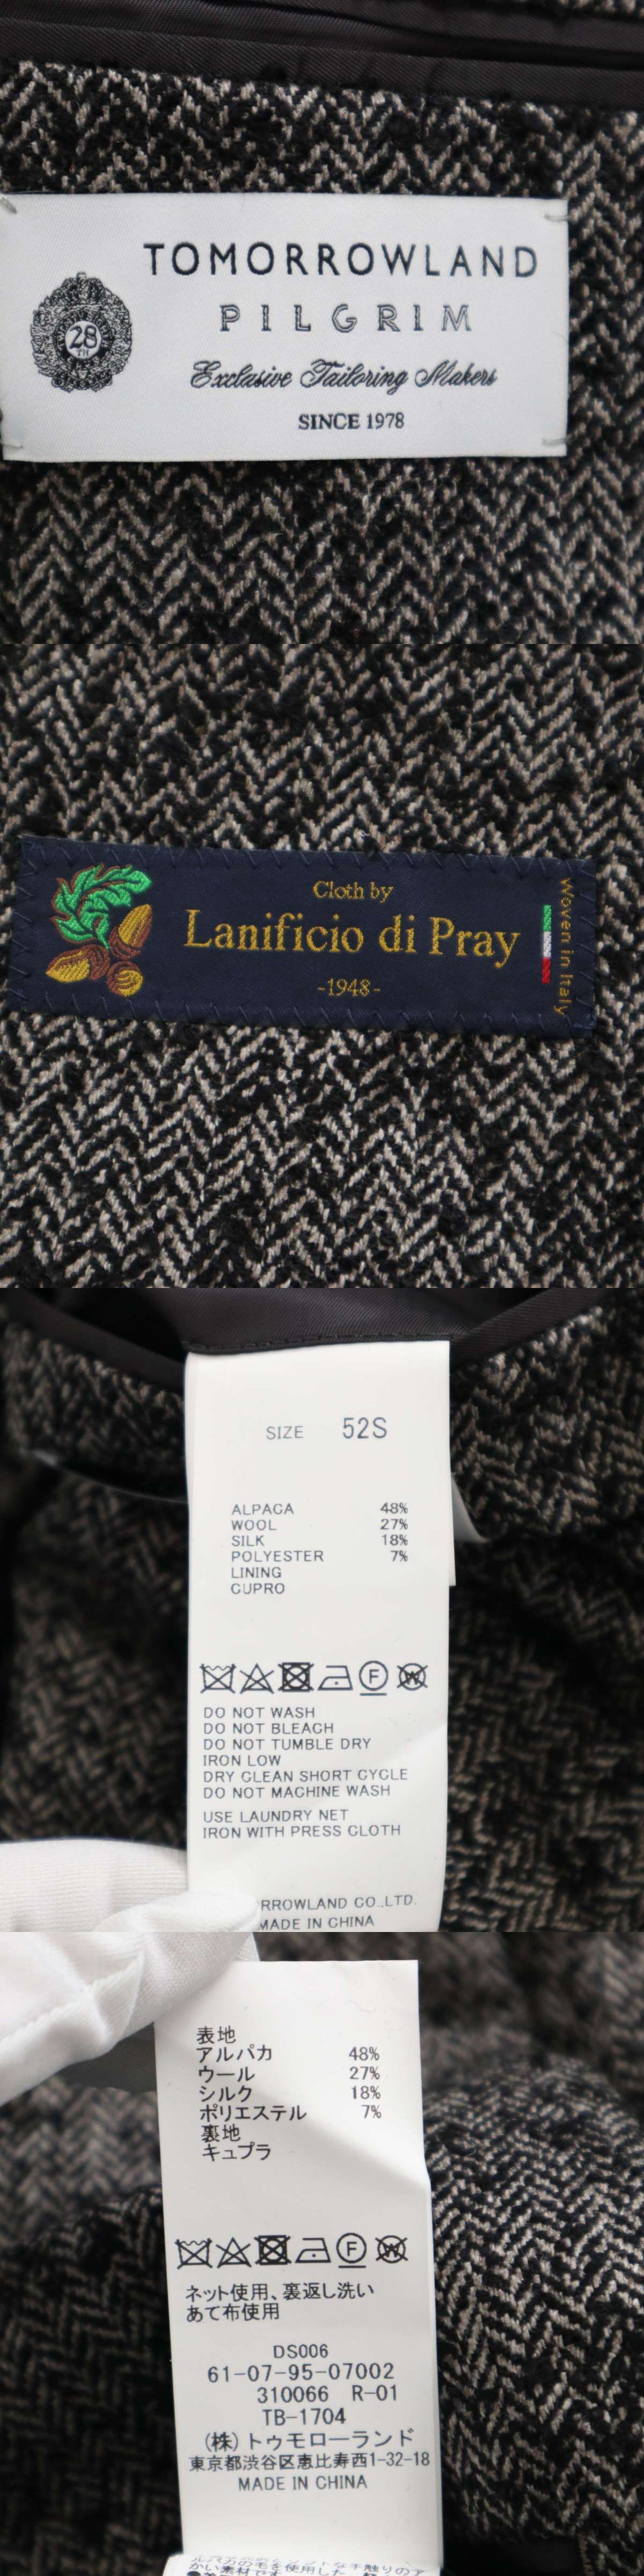 TOMORROWLAND
PILGRIM
28
TH
Exclusive Tailoring Makers
SINCE 1978
Cloth by
Lanificio di Pray
-1948-
Woven in Italy
SIZE 52S
ALPACA 48%
WOOL 27%
SILK 18%
POLYESTER 7%
LINING
CUPRO
F
W
DO NOT WASH
DO NOT BLEACH
DO NOT TUMBLE DRY
IRON LOW
DRY CLEAN SHORT CYCLE
DO NOT MACHINE WASH
USE LAUNDRY NET
IRON WITH PRESS CLOTH
RROWLAND CO.,LTD.
MADE IN CHINA
表地
アルパカ 48%
ウール 27%
シルク 18%
ポリエステル 7%
裏地
キュプラ
F
W
ネット使用、裏返し洗い
あて布使用
DS006
61-07-95-07002
310066 R-01
TB-1704
(株)トゥモローランド
東京都渋谷区恵比寿西1-32-18
MADE IN CHINA